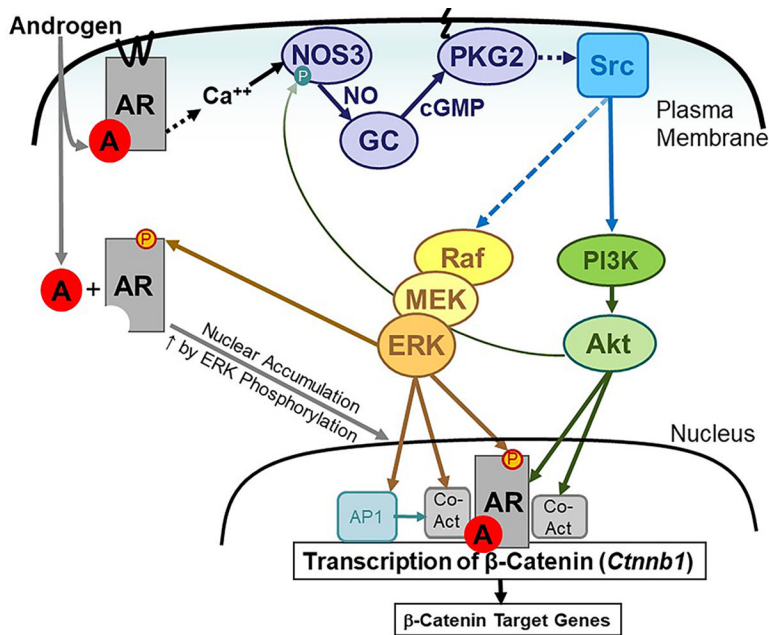 Androgen
AR
A
Ca++
NOS3
P
NO
GC
cGMP
PKG2
Src
Plasma
Membrane
A + AR
P
Raf
MEK
ERK
PI3K
Akt
Nuclear Accumulation
↑ by ERK Phosphorylation
Nucleus
AP1
Co-
Act
P
AR
A
Co-
Act
Transcription of β-Catenin (Ctnnb1)
β-Catenin Target Genes